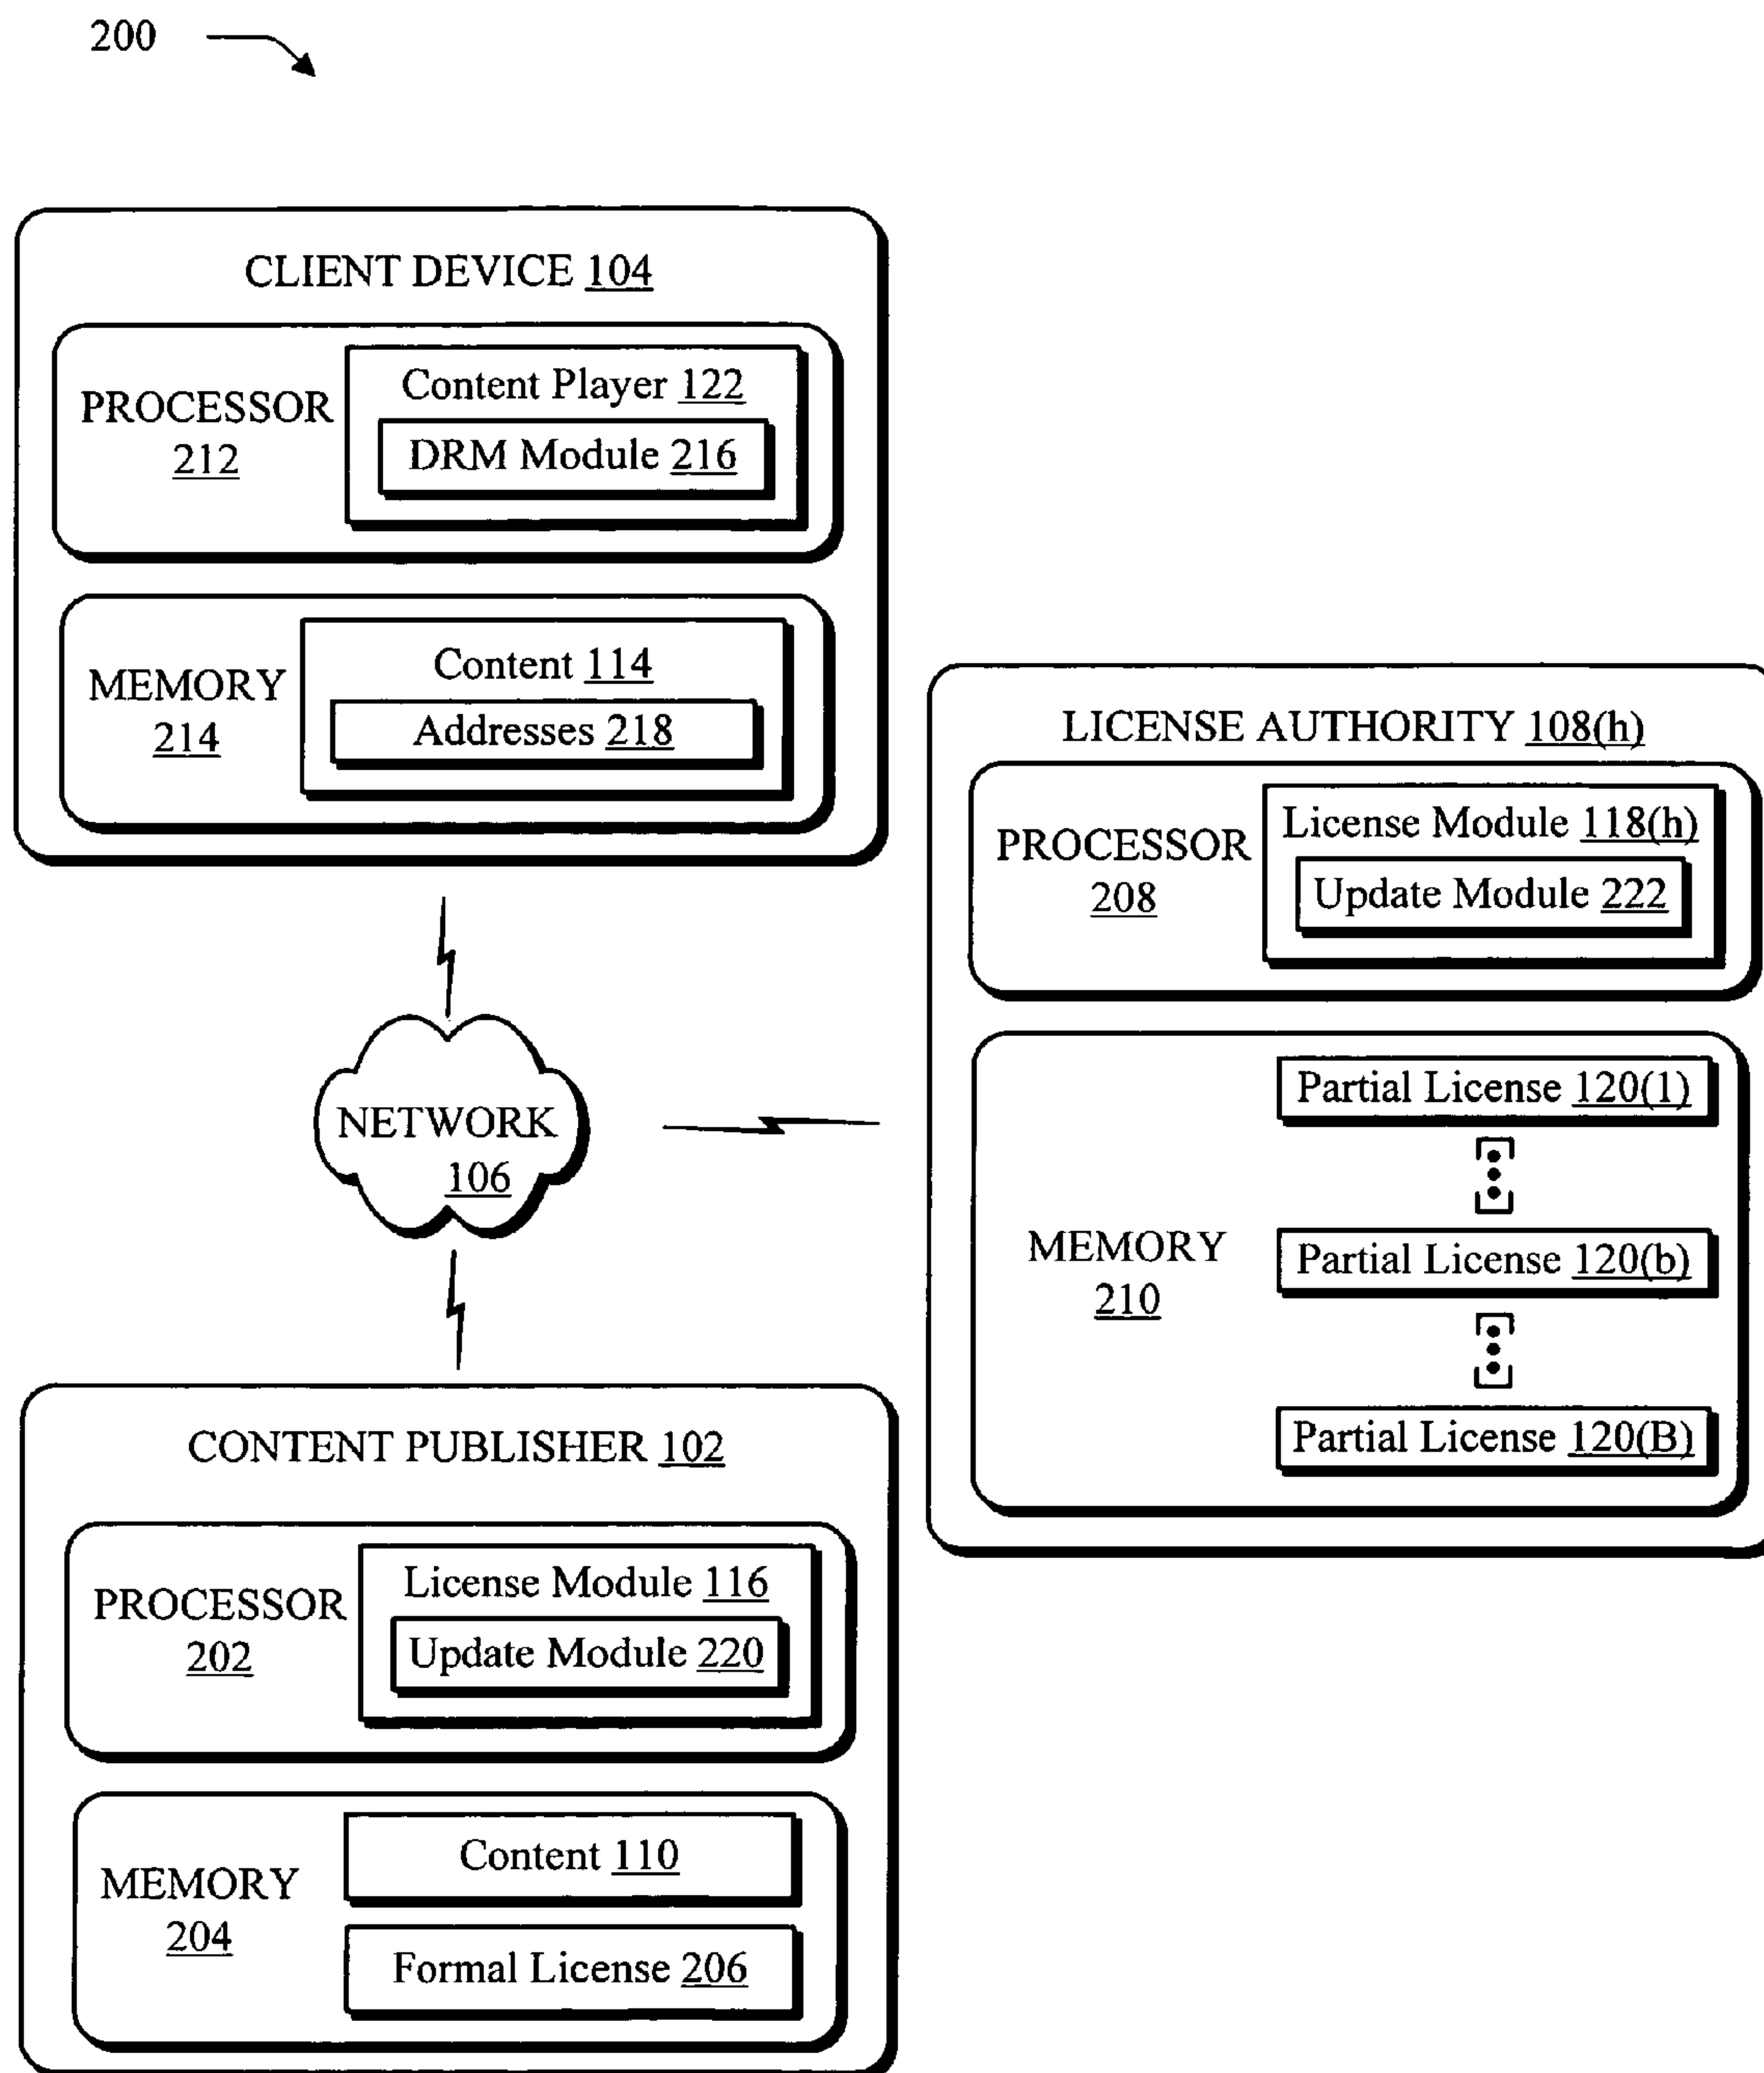 200
CLIENT DEVICE 104
PROCESSOR
212
Content Player 122
DRM Module 216
MEMORY
214
Content 114
Addresses 218
LICENSE AUTHORITY 108(h)
PROCESSOR
208
License Module 118(h)
Update Module 222
MEMORY
210
Partial License 120(1)
Partial License 120(b)
Partial License 120(B)
NETWORK
106
CONTENT PUBLISHER 102
PROCESSOR
202
License Module 116
Update Module 220
MEMORY
204
Content 110
Formal License 206